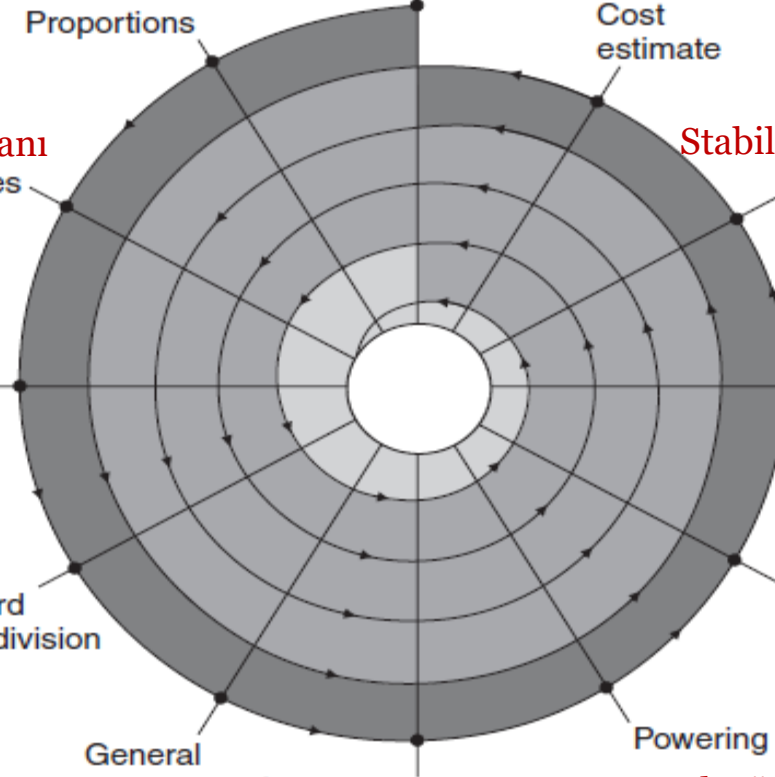 Proportions
Cost
estimate
anı
Stabil
es
rd
division
General
Powering